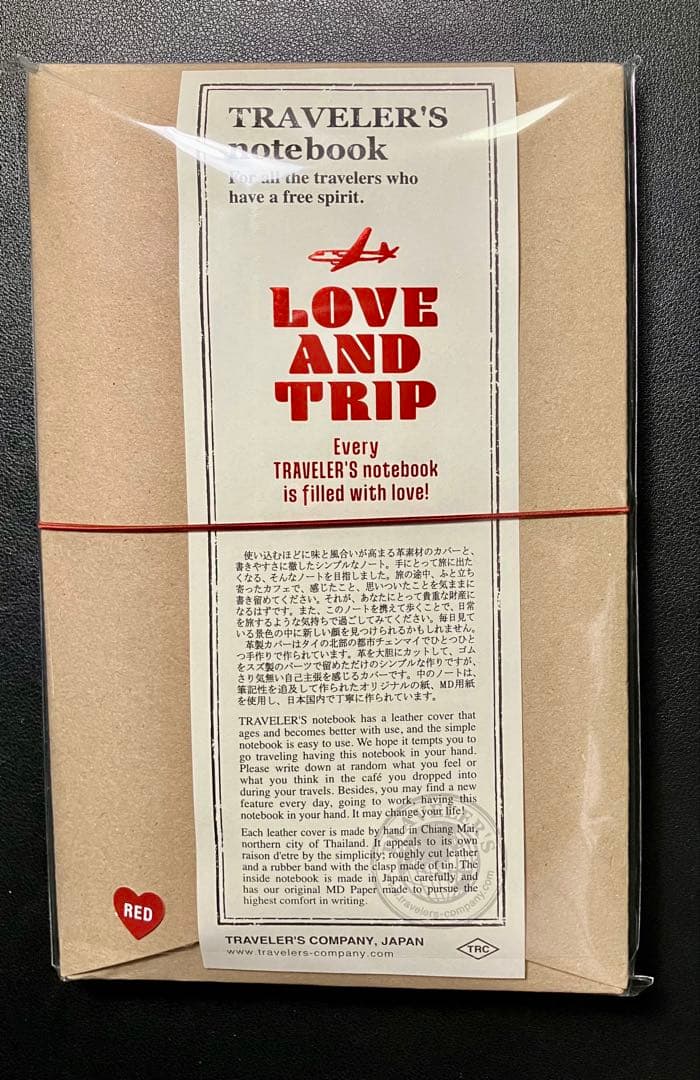 TRAVELER'S
notebook
For all the travelers who
have a free spirit.
LOVE
AND
TRIP
Every
TRAVELER'S notebook
is filled with love!
使い込むほどに味と風合いが高まる革素材のカバーと、
書きやすさに徹したシンプルなノート。手にとって旅に出た
くなる、そんなノートを目指しました。旅の途中、ふと立ち
寄ったカフェで、感じたこと、思いついたことを気ままに
書き留めてください。それが、あなたにとって貴重な財産に
なるはずです。また、このノートを携えて歩くことで、日常
を旅するような気持ちで過ごしてみてください。毎日見て
いる景色の中に新しい顔を見つけられるかもしれません。
革製カバーはタイの北部の都市チェンマイでひとつひと
つ手作りで作られています。革を大胆にカットして、ゴム
をスズ製のパーツで留めただけのシンプルな作りですが、
さり気無い自己主張を感じるカバーです。中のノートは、
筆記性を追及して作られたオリジナルの紙、MD用紙
を使用し、日本国内で丁寧に作られています。
TRAVELER'S notebook has a leather cover that
ages and becomes better with use, and the simple
notebook is easy to use. We hope it tempts you to
go traveling having this notebook in your hand.
Please write down at random what you feel or
what you think in the café you dropped into
during your travels. Besides, you may find a new
feature every day, going to work, having this
notebook in your hand. It may change your life!
Each leather cover is made by hand in Chiang Mai,
northern city of Thailand. It appeals to its own
raison d'etre by the simplicity; roughly cut leather
and a rubber band with the clasp made of tin. The
inside notebook is made in Japan carefully and
has our original MD Paper made to pursue the
highest comfort in writing.
TRAVELER'S
www.travelers-company.com
RED
TRAVELER'S COMPANY, JAPAN
www.travelers-company.com
TRC